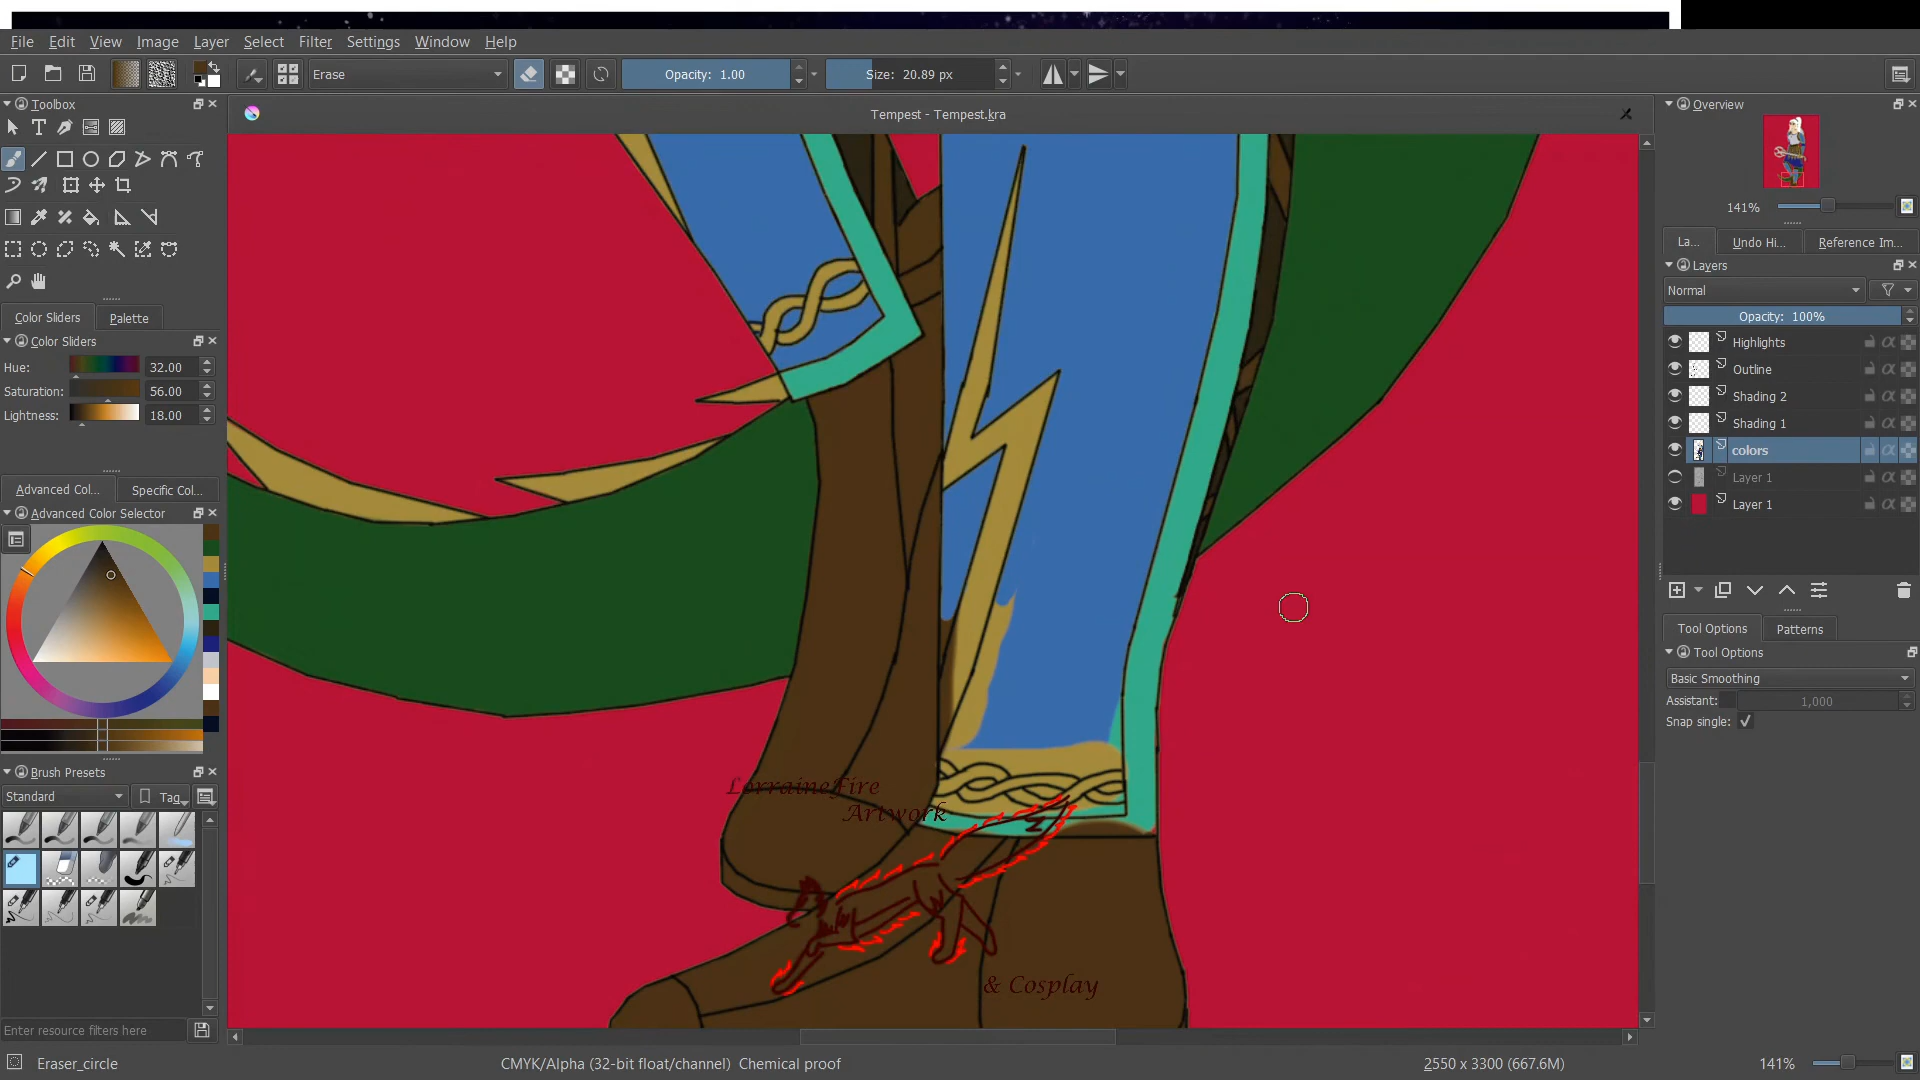 File Edit View Image Layer Select Filter Settings Window Help
Erase Opacity: 1.00 Size: 20.89 px
Toolbox
Tempest - Tempest.kra
Overview
141%
La... Undo Hi... Reference Im...
Layers
Normal
Opacity: 100%
Highlights
Outline
Shading 2
Shading 1
colors
Layer 1
Layer 1
Tool Options Patterns
Tool Options
Basic Smoothing
Assistant: 1,000
Snap single:
Color Sliders Palette
Color Sliders
Hue: 32.00
Saturation: 56.00
Lightness: 18.00
Advanced Col... Specific Col...
Advanced Color Selector
Brush Presets
Standard Tag
Enter resource filters here
LorraineFire
Artwork
& Cosplay
Eraser_circle CMYK/Alpha (32-bit float/channel) Chemical proof 2550 x 3300 (667.6M) 141%